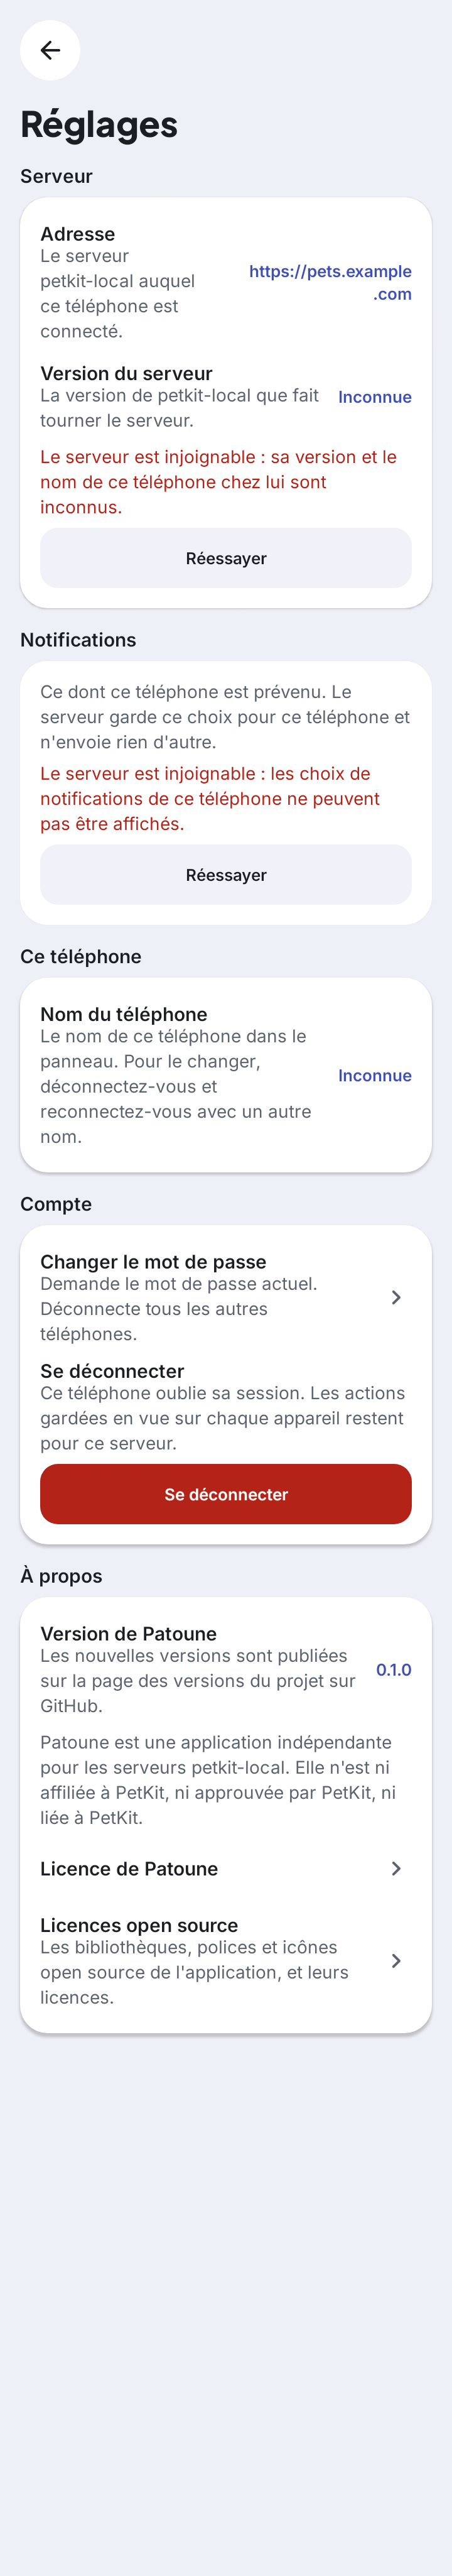 Réglages
Serveur
Adresse
Le serveur
petkit-local auquel
ce téléphone est
connecté.
https://pets.example
.com
Version du serveur
La version de petkit-local que fait
tourner le serveur.
Inconnue
Le serveur est injoignable : sa version et le
nom de ce téléphone chez lui sont
inconnus.
Réessayer
Notifications
Ce dont ce téléphone est prévenu. Le
serveur garde ce choix pour ce téléphone et
n'envoie rien d'autre.
Le serveur est injoignable : les choix de
notifications de ce téléphone ne peuvent
pas être affichés.
Réessayer
Ce téléphone
Nom du téléphone
Le nom de ce téléphone dans le
panneau. Pour le changer,
déconnectez-vous et
reconnectez-vous avec un autre
nom.
Inconnue
Compte
Changer le mot de passe
Demande le mot de passe actuel.
Déconnecte tous les autres
téléphones.
Se déconnecter
Ce téléphone oublie sa session. Les actions
gardées en vue sur chaque appareil restent
pour ce serveur.
Se déconnecter
À propos
Version de Patoune
Les nouvelles versions sont publiées
sur la page des versions du projet sur
GitHub.
0.1.0
Patoune est une application indépendante
pour les serveurs petkit-local. Elle n'est ni
affiliée à PetKit, ni approuvée par PetKit, ni
liée à PetKit.
Licence de Patoune
Licences open source
Les bibliothèques, polices et icônes
open source de l'application, et leurs
licences.